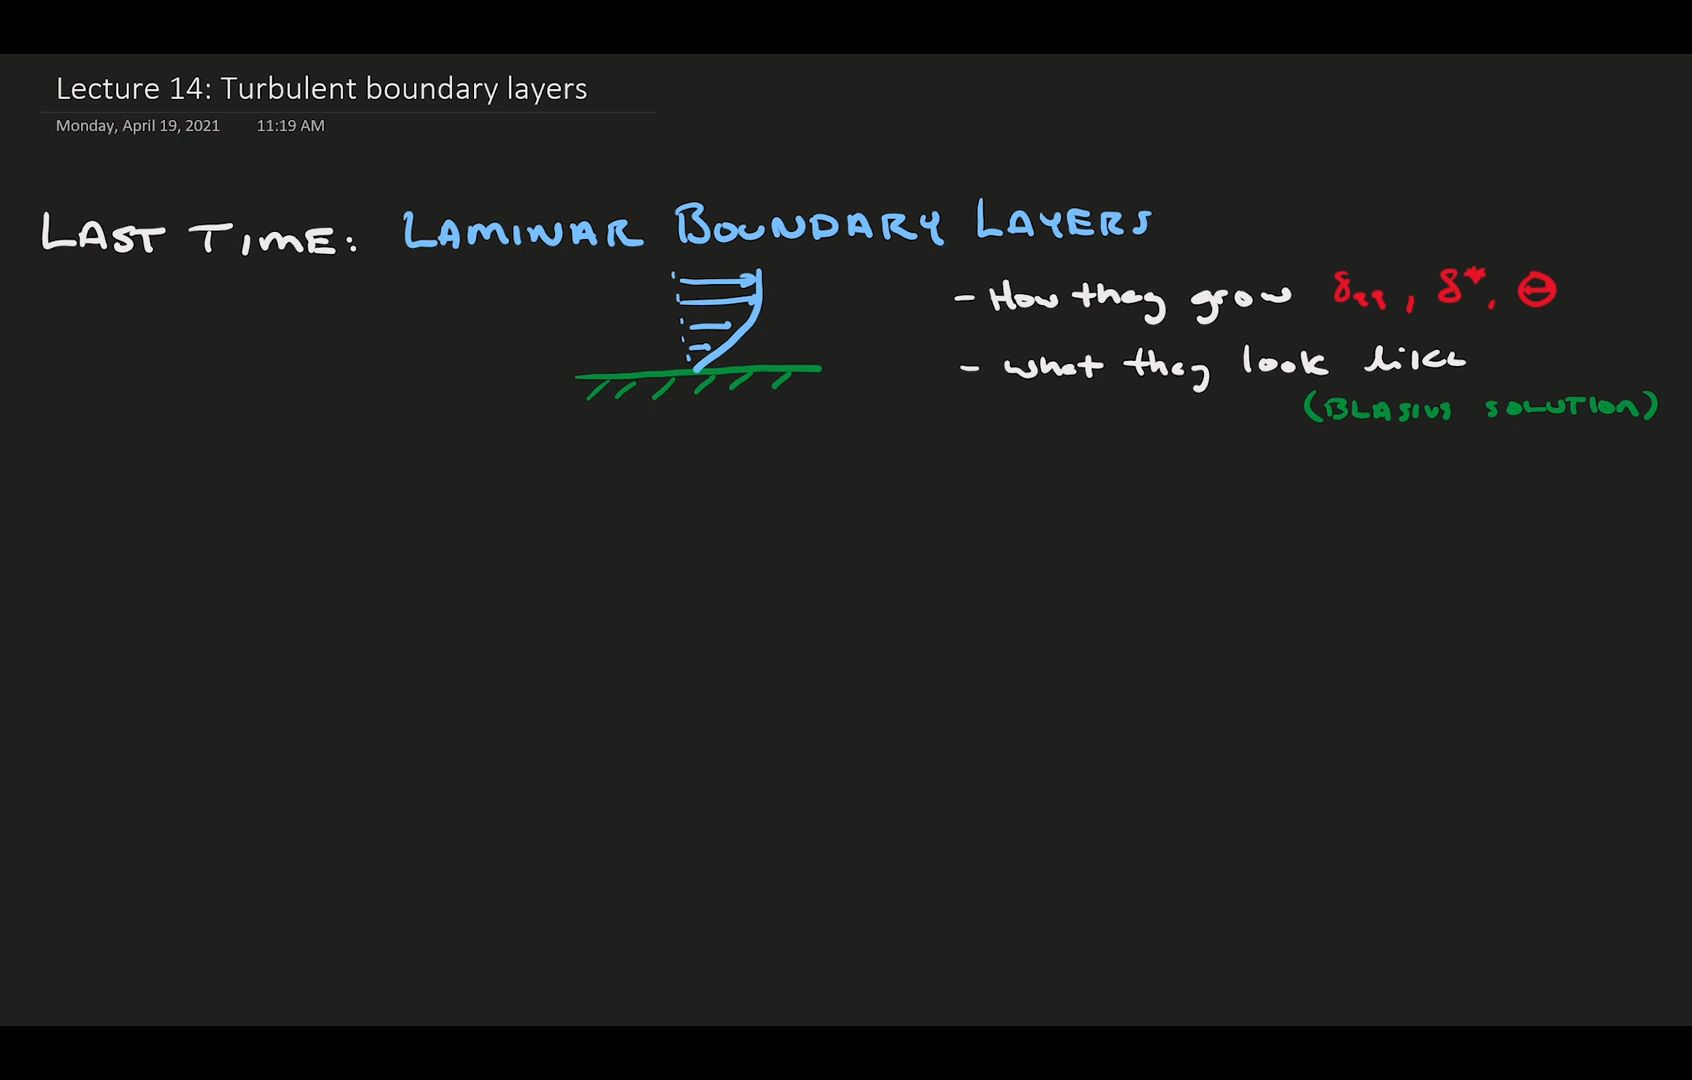 Lecture 14: Turbulent boundary layers
Monday, April 19, 2021 11:19 AM
LAST TIME: LAMINAR BOUNDARY LAYERS
- How they grow δ99, δ*, Θ
- what they look like
(BLASIUS SOLUTION)